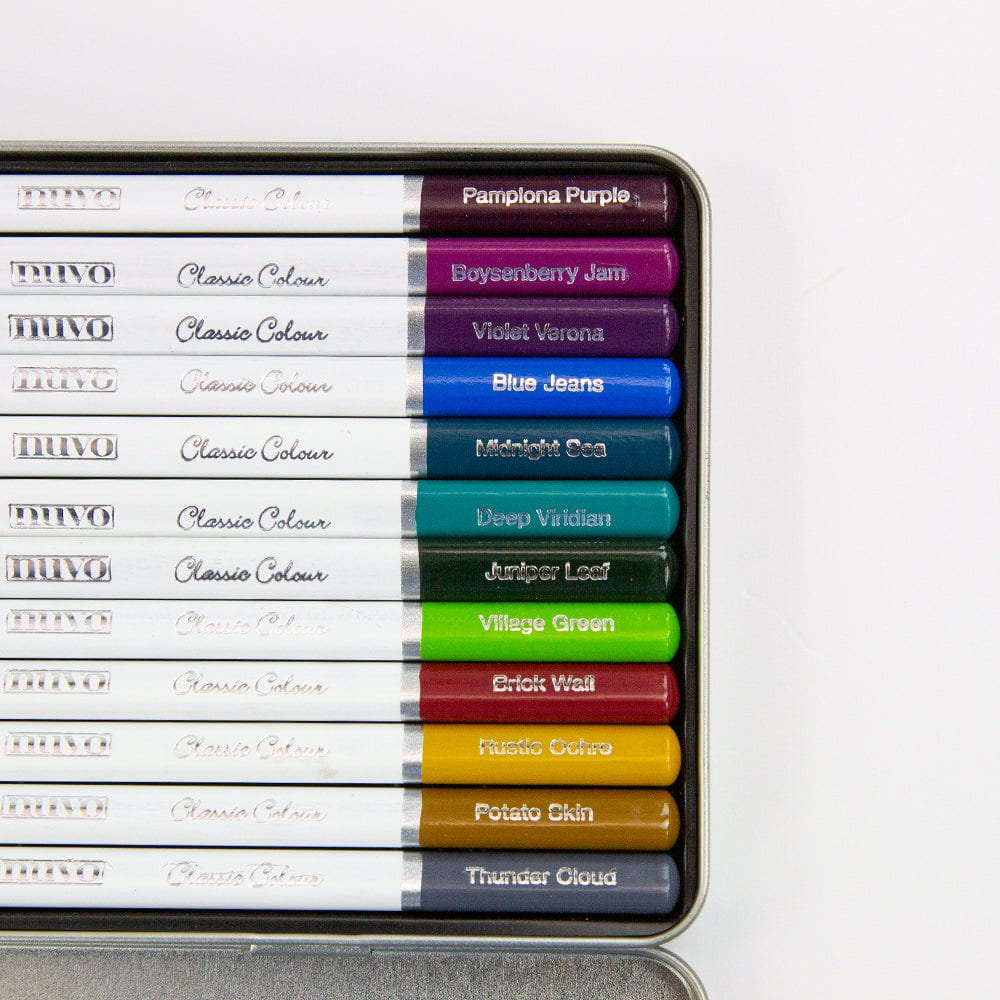 nuvo Classic Colour Pamplona Purple
nuvo Classic Colour Boysenberry Jam
nuvo Classic Colour Violet Verona
nuvo Classic Colour Blue Jeans
nuvo Classic Colour Midnight Sea
nuvo Classic Colour Deep Viridian
nuvo Classic Colour Juniper Leaf
nuvo Classic Colour Village Green
nuvo Classic Colour Brick Wall
nuvo Classic Colour Rustic Ochre
nuvo Classic Colour Potato Skin
nuvo Classic Colour Thunder Cloud